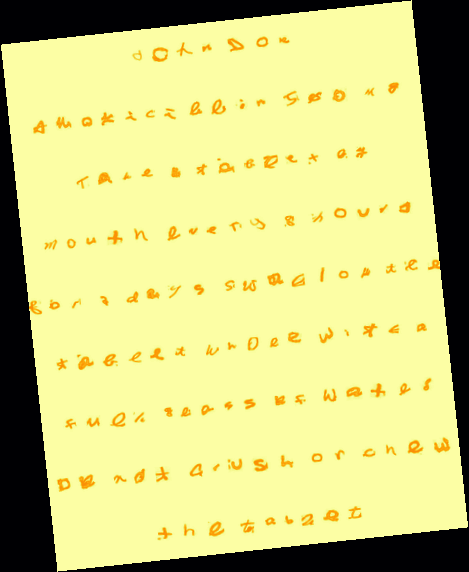 John Doe
Amoxicillin 500 mg
Take 1 tablet by
mouth every 8 hours
for 7 days swallow the
tablet whole with a
full glass of water
Do not crush or chew
the tablet